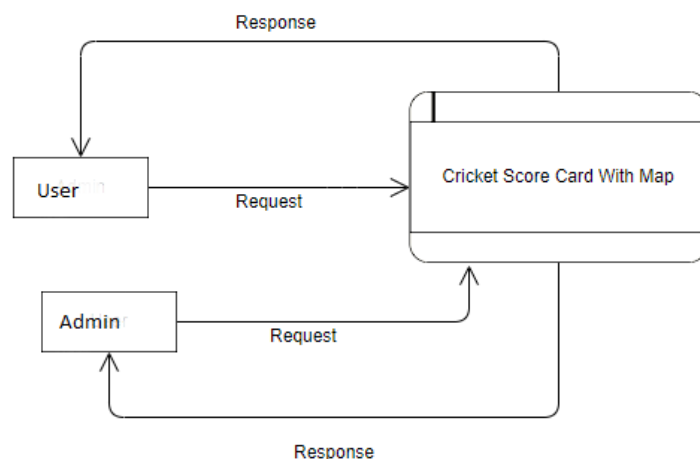 Response
User
Cricket Score Card With Map
Request
Admin
Request
Response